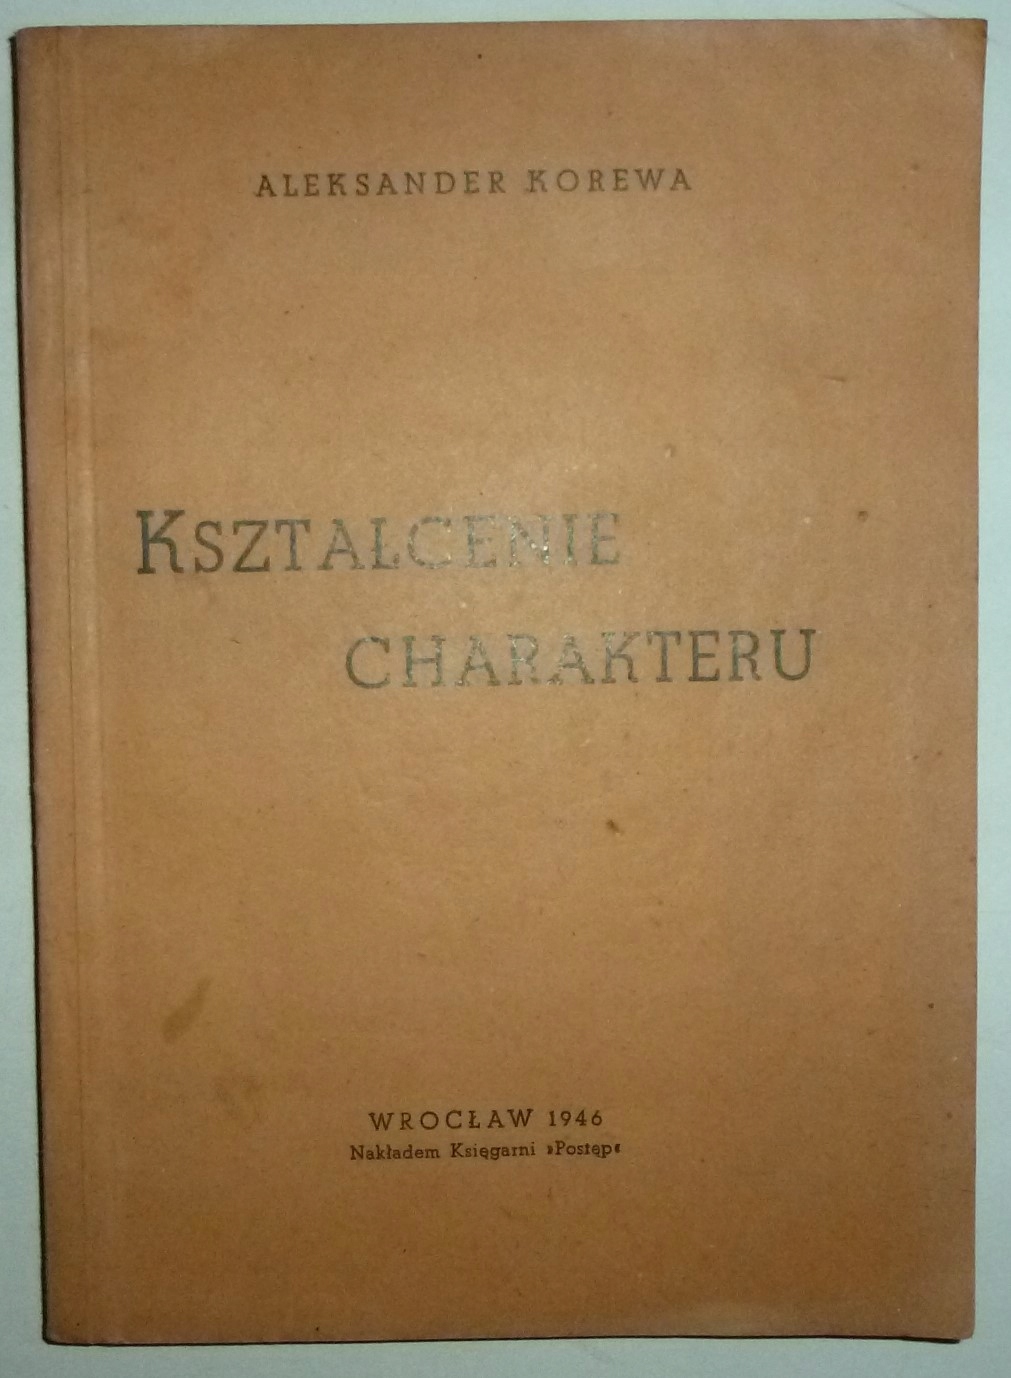 ALEKSANDER KOREWA
KSZTAŁCENIE
CHARAKTERU
WROCŁAW 1946
Nakładem Księgarni »Postęp«